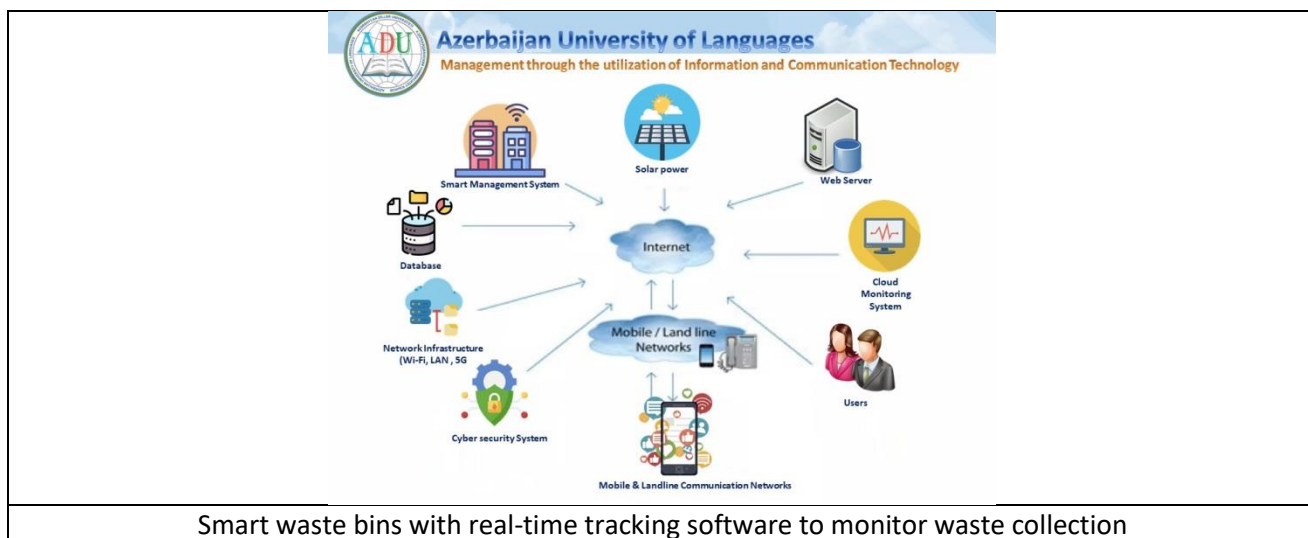 ADU
Azerbaijan University of Languages
Management through the utilization of Information and Communication Technology
Smart Management System
Solar power
Web Server
Database
Internet
Cloud
Monitoring
System
Network Infrastructure
(Wi-Fi, LAN , 5G
Mobile / Land line
Networks
Users
Cyber security System
Mobile & Landline Communication Networks
Smart waste bins with real-time tracking software to monitor waste collection